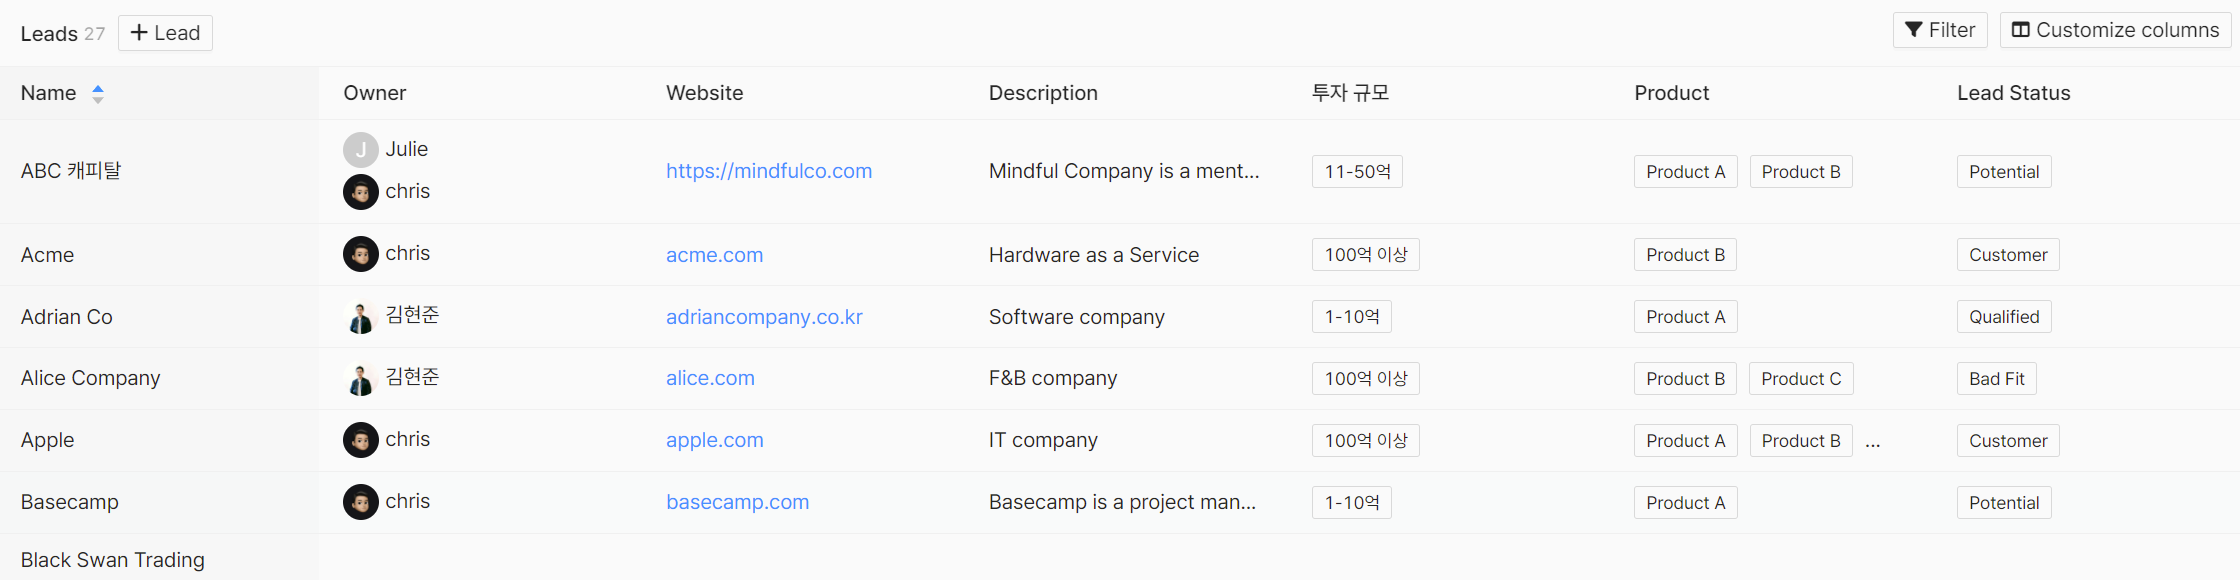 Leads 27 + Lead Filter Customize columns
Name Owner Website Description 투자 규모 Product Lead Status
ABC 캐피탈 J Julie chris https://mindfulco.com Mindful Company is a ment... 11-50억 Product A Product B Potential
Acme chris acme.com Hardware as a Service 100억 이상 Product B Customer
Adrian Co 김현준 adriancompany.co.kr Software company 1-10억 Product A Qualified
Alice Company 김현준 alice.com F&B company 100억 이상 Product B Product C Bad Fit
Apple chris apple.com IT company 100억 이상 Product A Product B ... Customer
Basecamp chris basecamp.com Basecamp is a project man... 1-10억 Product A Potential
Black Swan Trading